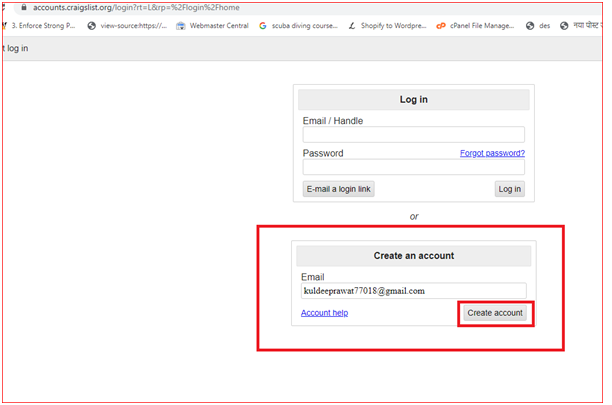 accounts.craigslist.org/login?rt=L&rp=%2Flogin%2Fhome
3. Enforce Strong P... view-source:https://... Webmaster Central scuba diving course... Shopify to Wordpre... cPanel File Manage... des नया पोस्ट
t log in
Log in
Email / Handle
Password Forgot password?
E-mail a login link Log in
or
Create an account
Email
kuldeeprawat77018@gmail.com
Account help Create account